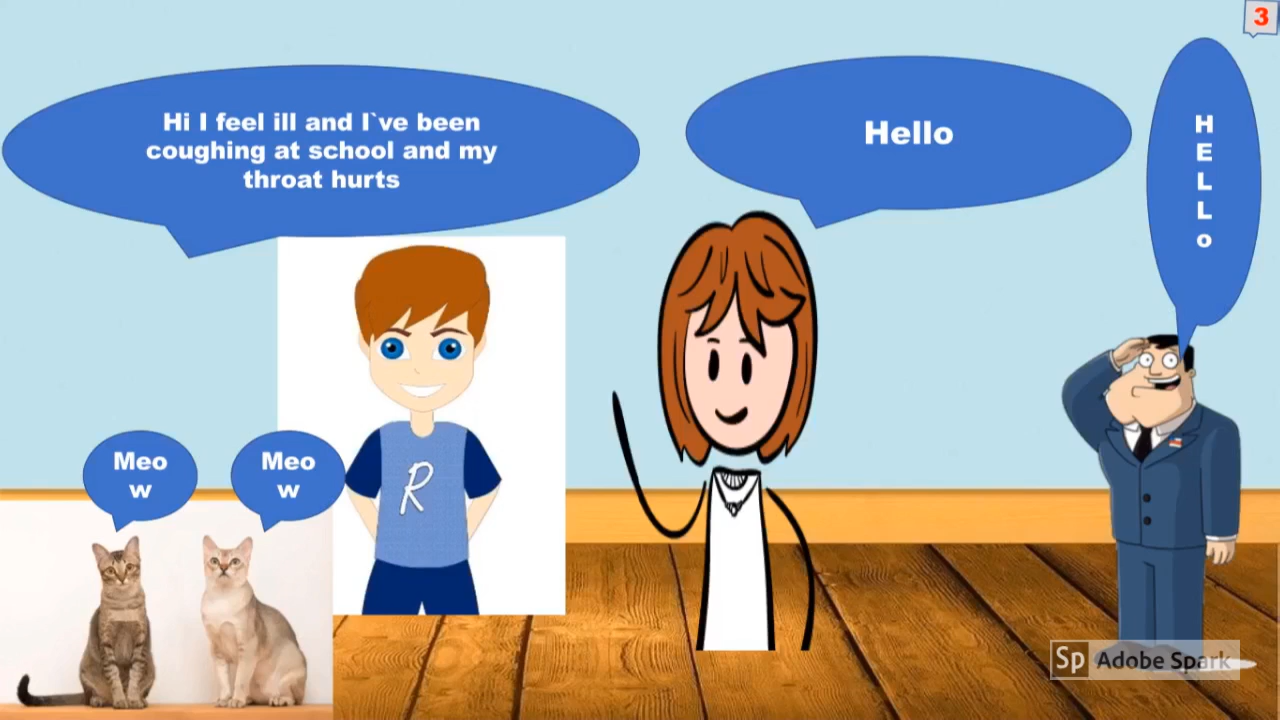 3
Hi I feel ill and I`ve been
coughing at school and my
throat hurts
Hello
H
E
L
L
o
Meo
w
Meo
w
R
Sp Adobe Spark